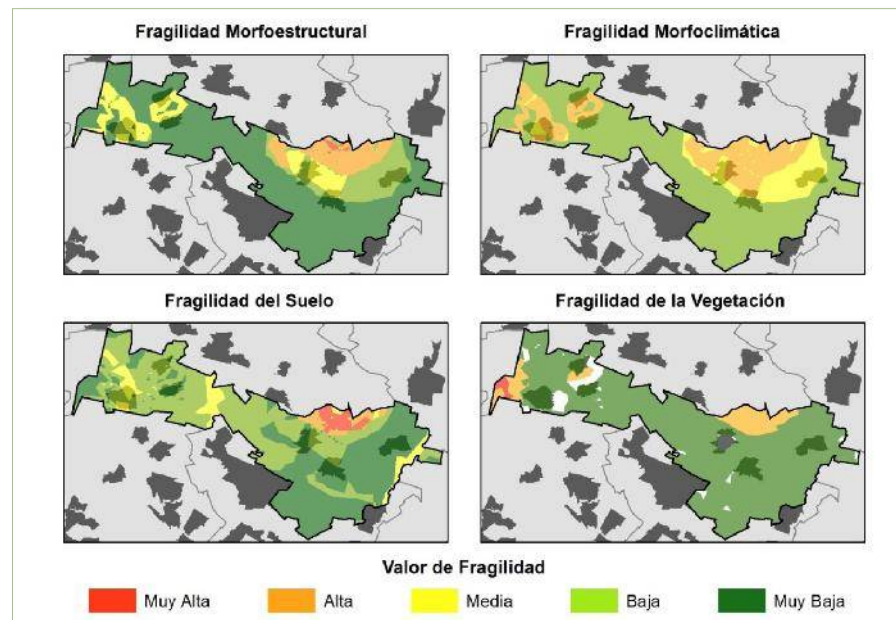 Fragilidad Morfoestructural
Fragilidad Morfoclimática
Fragilidad del Suelo
Fragilidad de la Vegetación
Valor de Fragilidad
Muy Alta
Alta
Media
Baja
Muy Baja